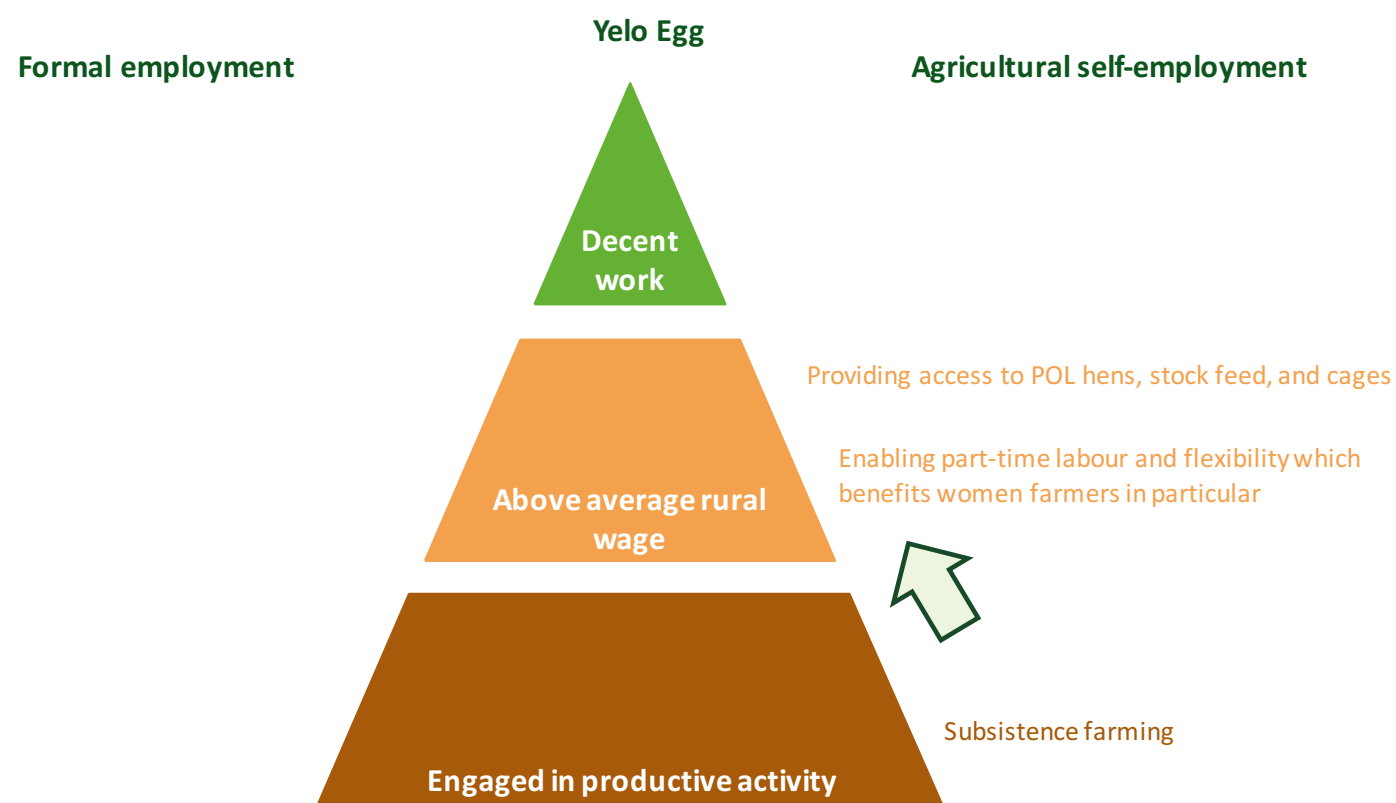 Yelo Egg
Formal employment
Agricultural self-employment
Decent
work
Providing access to POL hens, stock feed, and cages
Enabling part-time labour and flexibility which
benefits women farmers in particular
Above average rural
wage
Subsistence farming
Engaged in productive activity